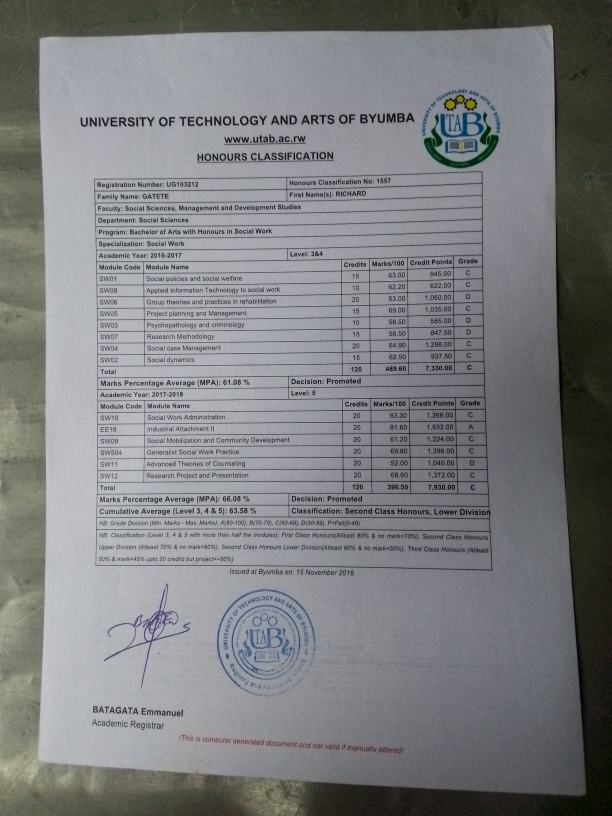 UNIVERSITY OF TECHNOLOGY AND ARTS OF BYUMBA
www.utab.ac.rw
HONOURS CLASSIFICATION
UTAB
Registration Number: UG103212 Honours Classification No: 1557
Family Name: GATETE First Name(s): RICHARD
Faculty: Social Sciences, Management and Development Studies
Department: Social Sciences
Program: Bachelor of Arts with Honours in Social Work
Specialization: Social Work
Academic Year: 2016-2017 Level: 3&4
Module Code Module Name Credits Marks/100 Credit Points Grade
SW01 Social policies and social welfare 15 63.00 945.00 C
SW08 Applied Information Technology to social work 10 62.20 622.00 C
SW06 Group theories and practices in rehabilitation 20 53.00 1,060.00 D
SW05 Project planning and Management 15 69.00 1,035.00 C
SW03 Psychopathology and criminology 10 58.50 585.00 D
SW07 Research Methodology 15 56.50 847.50 D
SW04 Social case Management 20 64.90 1,298.00 C
SW02 Social dynamics 15 62.50 937.50 C
Total 120 489.60 7,330.00 C
Marks Percentage Average (MPA): 61.08 % Decision: Promoted
Academic Year: 2017-2018 Level: 5
Module Code Module Name Credits Marks/100 Credit Points Grade
SW10 Social Work Administration 20 63.30 1,266.00 C
EE18 Industrial Attachment II 20 81.60 1,632.00 A
SW09 Social Mobilization and Community Development 20 61.20 1,224.00 C
SW504 Generalist Social Work Practice 20 69.80 1,396.00 C
SW11 Advanced Theories of Counseling 20 52.00 1,040.00 D
SW12 Research Project and Presentation 20 68.60 1,372.00 C
Total 120 396.50 7,930.00 C
Marks Percentage Average (MPA): 66.08 % Decision: Promoted
Cumulative Average (Level 3, 4 & 5): 63.58 % Classification: Second Class Honours, Lower Division
NB: Grade Division (Min. Marks - Max. Marks); A(80-100), B(70-79), C(60-69), D(50-59), F=Fail(0-49)
NB: Classification (Level 3, 4 & 5 with more than half the modules); First Class Honours(Atleast 80% & no mark<70%), Second Class Honours
Upper Division (Atleast 70% & no mark<60%), Second Class Honours Lower Division(Atleast 60% & no mark<50%), Third Class Honours (Atleast
50% & mark<45% upto 20 credits but project>=50%)
Issued at Byumba on: 15 November 2018
UNIVERSITY OF TECHNOLOGY AND ARTS OF BYUMBA
UTAB
BATAGATA Emmanuel
Academic Registrar
(This is computer generated document and not valid if manually altered)